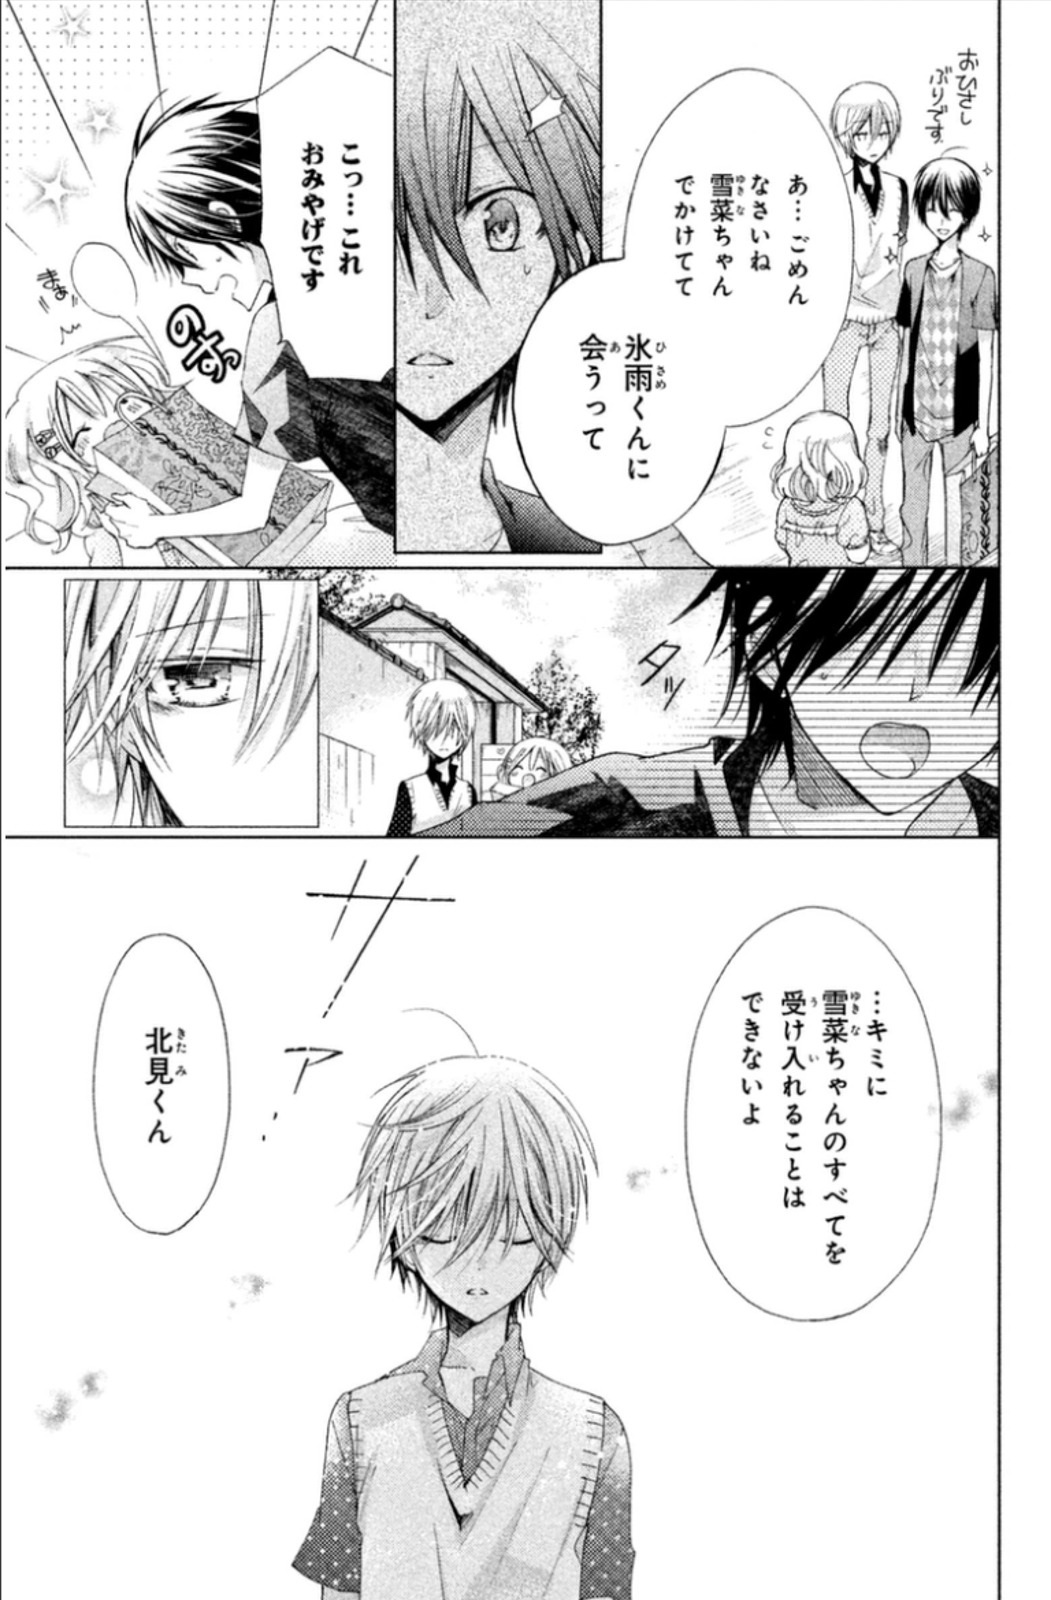 おひさし
ぶりです
あ…ごめん
なさいね
雪菜ちゃん
でかけてて
氷雨くんに
会うって
こっ…これ
おみやげです
のす
まぁ
ダッ
ザァ
…キミに
雪菜ちゃんのすべてを
受け入れることは
できないよ
北見くん